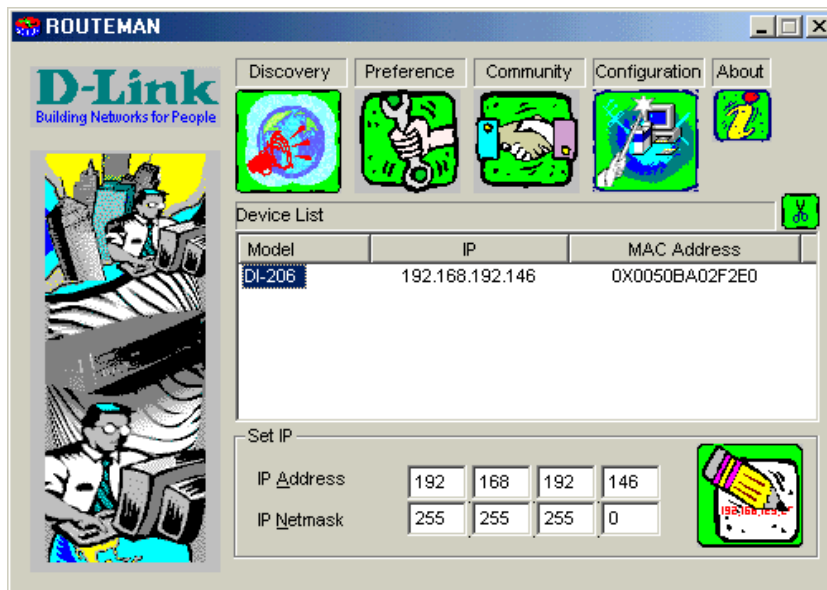 ROUTEMAN
D-Link
Building Networks for People
Discovery Preference Community Configuration About
Device List
Model IP MAC Address
DI-206 192.168.192.146 0X0050BA02F2E0
Set IP
IP Address 192 168 192 146
IP Netmask 255 255 255 0